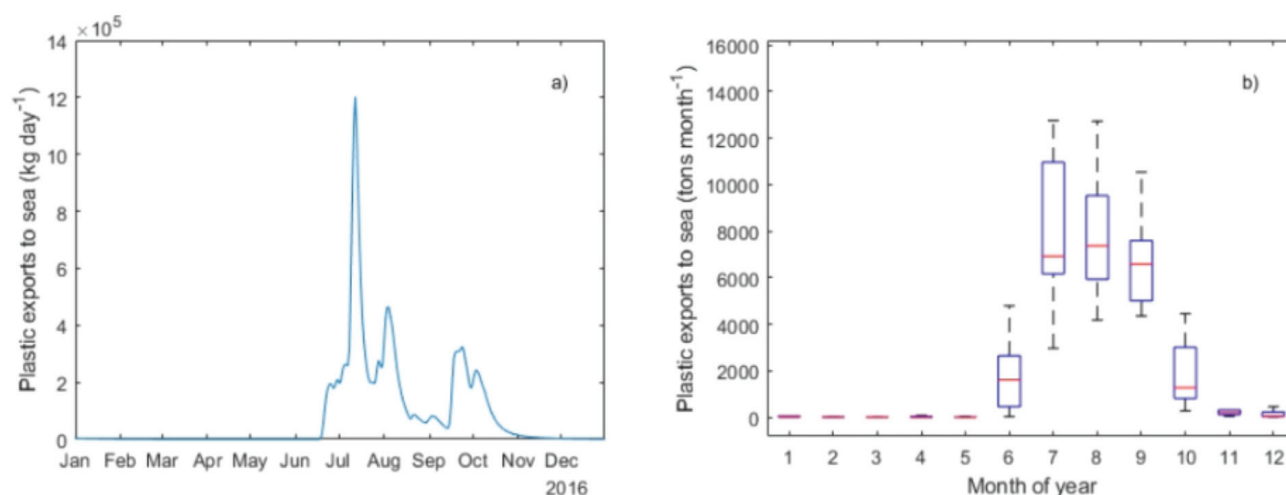 × 10⁵
14
12
10
8
6
4
2
0
Plastic exports to sea (kg day⁻¹)
a)
Jan Feb Mar Apr May Jun Jul Aug Sep Oct Nov Dec
2016
16000
14000
12000
10000
8000
6000
4000
2000
0
Plastic exports to sea (tons month⁻¹)
b)
1 2 3 4 5 6 7 8 9 10 11 12
Month of year